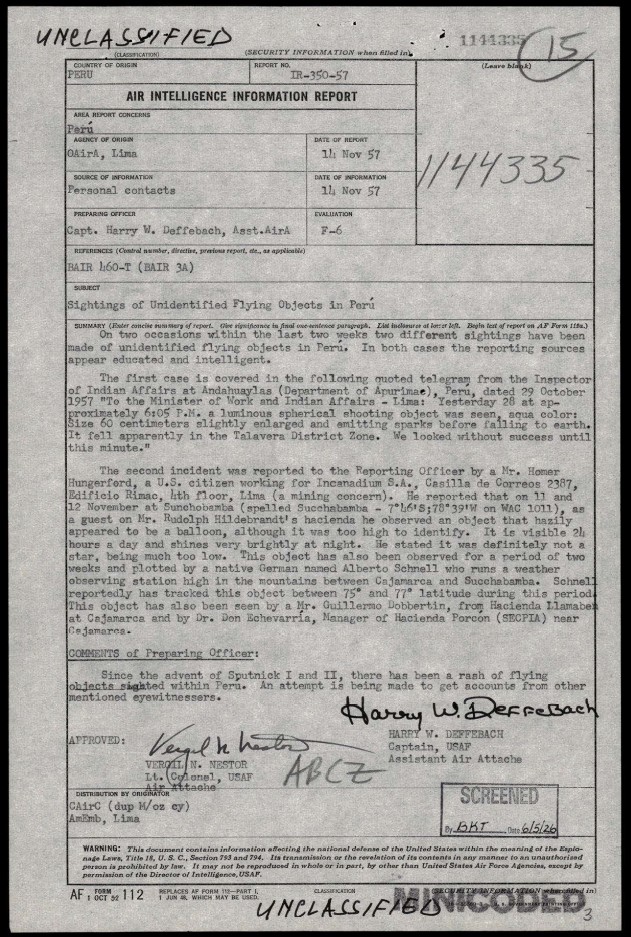 UNCLASSIFIED
(CLASSIFICATION)
(SECURITY INFORMATION when filled in)
1144335
15
COUNTRY OF ORIGIN
PERU
REPORT NO.
IR-350-57
(Leave blank)
AIR INTELLIGENCE INFORMATION REPORT
AREA REPORT CONCERNS
Perú
AGENCY OF ORIGIN
OAirA, Lima
DATE OF REPORT
14 Nov 57
1144335
SOURCE OF INFORMATION
Personal contacts
DATE OF INFORMATION
14 Nov 57
PREPARING OFFICER
Capt. Harry W. Deffebach, Asst.AirA
EVALUATION
F-6
REFERENCES (Control number, directive, previous report, etc., as applicable)
BAIR 460-T (BAIR 3A)
SUBJECT
Sightings of Unidentified Flying Objects in Perú
SUMMARY (Enter concise summary of report. Give significance in final one-sentence paragraph. List inclosures at lower left. Begin text of report on AF Form 112a.)
On two occasions within the last two weeks two different sightings have been
made of unidentified flying objects in Perú. In both cases the reporting sources
appear educated and intelligent.
The first case is covered in the following quoted telegram from the Inspector
of Indian Affairs at Andahuaylas (Department of Apurimac), Peru, dated 29 October
1957 "To the Minister of Work and Indian Affairs - Lima: Yesterday 28 at ap-
proximately 6:05 P.M. a luminous spherical shooting object was seen, aqua color:
Size 60 centimeters slightly enlarged and emitting sparks before falling to earth.
It fell apparently in the Talavera District Zone. We looked without success until
this minute."
The second incident was reported to the Reporting Officer by a Mr. Homer
Hungerford, a U.S. citizen working for Incanadium S.A., Casilla de Correos 2387,
Edificio Rimac, 4th floor, Lima (a mining concern). He reported that on 11 and
12 November at Sunchobamba (spelled Succhabamba - 7°46'S;78°39'W on WAC 1011), as
a guest on Mr. Rudolph Hildebrandt's hacienda he observed an object that hazily
appeared to be a balloon, although it was too high to identify. It is visible 24
hours a day and shines very brightly at night. He stated it was definitely not a
star, being much too low. This object has also been observed for a period of two
weeks and plotted by a native German named Alberto Schnell who runs a weather
observing station high in the mountains between Cajamarca and Succhabamba. Schnell
reportedly has tracked this object between 75° and 77° latitude during this period.
This object has also been seen by a Mr. Guillermo Dobbertin, from Hacienda Llamabe
at Cajamarca and by Dr. Don Echevarría, Manager of Hacienda Porcón (SECPIA) near
Cajamarca.
COMMENTS of Preparing Officer:
Since the advent of Sputnick I and II, there has been a rash of flying
objects sighted within Peru. An attempt is being made to get accounts from other
mentioned eyewitnessers.
Harry W. Deffebach
APPROVED:
Vergil N Nestor
HARRY W. DEFFEBACH
Captain, USAF
Assistant Air Attache
VERGIL N. NESTOR
Lt. Colonel, USAF
Air Attache
ABCZ
DISTRIBUTION BY ORIGINATOR
CAirC (dup M/oz cy)
AmEmb, Lima
SCREENED
By BKT Date 6/5/26
WARNING: This document contains information affecting the national defense of the United States within the meaning of the Espio-
nage Laws, Title 18, U. S. C., Section 793 and 794. Its transmission or the revelation of its contents in any manner to an unauthorized
person is prohibited by law. It may not be reproduced in whole or in part, by other than United States Air Force Agencies, except by
permission of the Director of Intelligence, USAF.
AF FORM 1 OCT 52 112
REPLACES AF FORM 112—PART I,
1 JUN 48, WHICH MAY BE USED.
CLASSIFICATION
(SECURITY INFORMATION when filled in)
UNCLASSIFIED
MINICODED
3